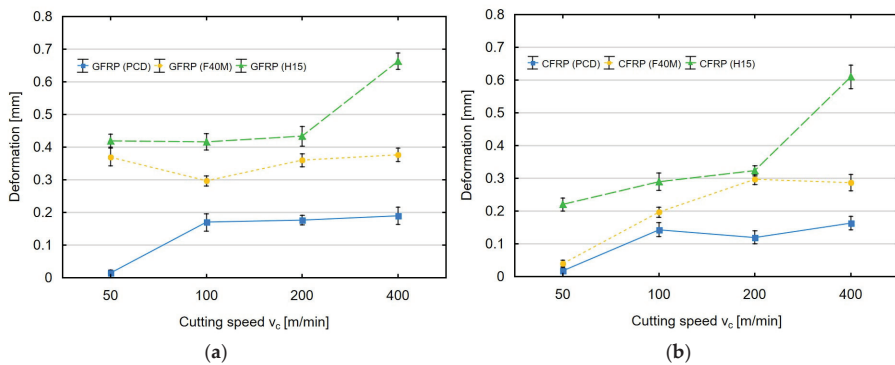 0.8
0.7
0.6
0.5
0.4
0.3
0.2
0.1
0
Deformation [mm]
GFRP (PCD) GFRP (F40M) GFRP (H15)
50 100 200 400
Cutting speed v_c [m/min]
(a)
0.8
0.7
0.6
0.5
0.4
0.3
0.2
0.1
0
Deformation [mm]
CFRP (PCD) CFRP (F40M) CFRP (H15)
50 100 200 400
Cutting speed v_c [m/min]
(b)